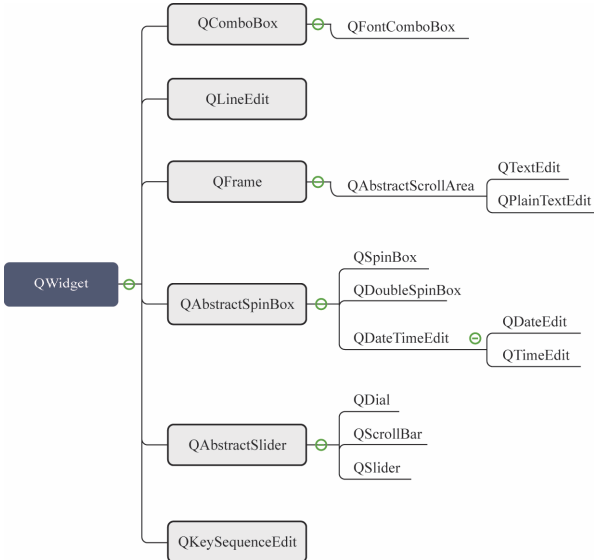 QWidget
QComboBox
QFontComboBox
QLineEdit
QFrame
QAbstractScrollArea
QTextEdit
QPlainTextEdit
QAbstractSpinBox
QSpinBox
QDoubleSpinBox
QDateTimeEdit
QDateEdit
QTimeEdit
QAbstractSlider
QDial
QScrollBar
QSlider
QKeySequenceEdit